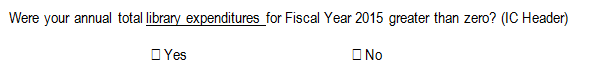 Were your annual total library expenditures for Fiscal Year 2015 greater than zero? (IC Header)
☐ Yes ☐ No